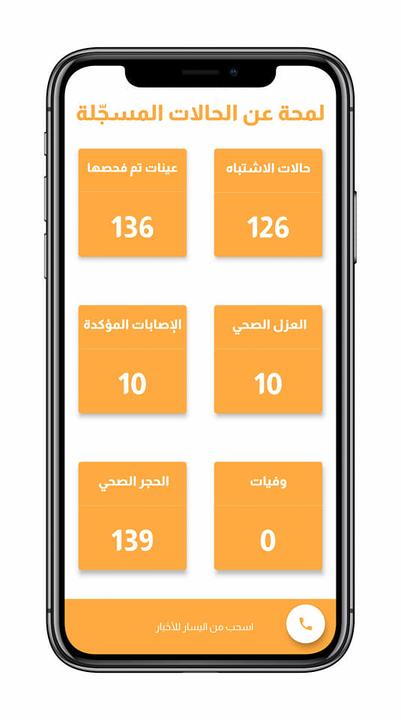 لمحة عن الحالات المسجّلة
حالات الاشتباه
126
عينات تم فحصها
136
العزل الصحي
10
الإصابات المؤكدة
10
وفيات
0
الحجر الصحي
139
اسحب من اليسار للأخبار